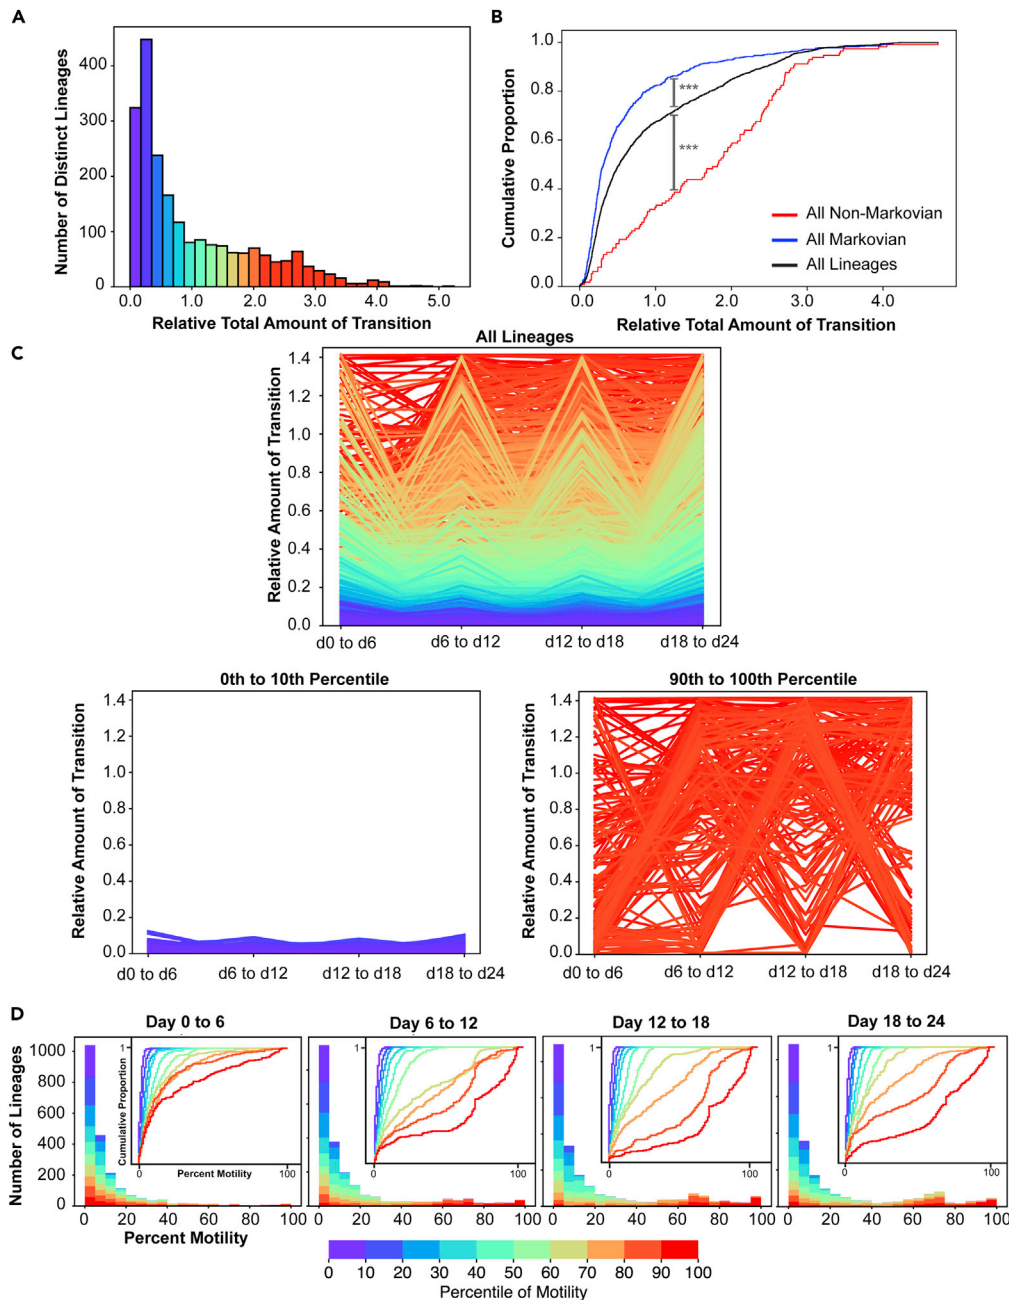 A
Number of Distinct Lineages
400
300
200
100
0
0.0 1.0 2.0 3.0 4.0 5.0
Relative Total Amount of Transition
B
Cumulative Proportion
1.0
0.8
0.6
0.4
0.2
0.0
***
***
All Non-Markovian
All Markovian
All Lineages
0.0 1.0 2.0 3.0 4.0
Relative Total Amount of Transition
C
All Lineages
Relative Amount of Transition
1.4
1.2
1.0
0.8
0.6
0.4
0.2
0.0
d0 to d6 d6 to d12 d12 to d18 d18 to d24
0th to 10th Percentile
Relative Amount of Transition
1.4
1.2
1.0
0.8
0.6
0.4
0.2
0.0
d0 to d6 d6 to d12 d12 to d18 d18 to d24
90th to 100th Percentile
Relative Amount of Transition
1.4
1.2
1.0
0.8
0.6
0.4
0.2
0.0
d0 to d6 d6 to d12 d12 to d18 d18 to d24
D
Day 0 to 6
Number of Lineages
1000
800
600
400
200
0
1
Cumulative Proportion
0 100
Percent Motility
0 20 40 60 80 100
Percent Motility
Day 6 to 12
1
0 100
0 20 40 60 80 100
Day 12 to 18
1
0 100
0 20 40 60 80 100
Day 18 to 24
1
0 100
0 20 40 60 80 100
0 10 20 30 40 50 60 70 80 90 100
Percentile of Motility